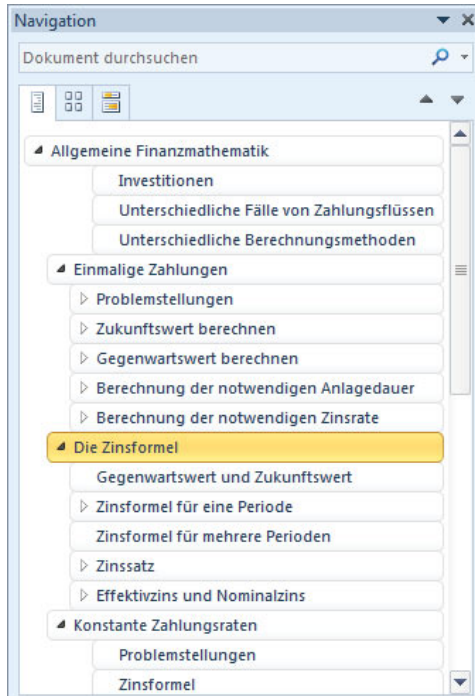 Navigation
Dokument durchsuchen
Allgemeine Finanzmathematik
Investitionen
Unterschiedliche Fälle von Zahlungsflüssen
Unterschiedliche Berechnungsmethoden
Einmalige Zahlungen
Problemstellungen
Zukunftswert berechnen
Gegenwartswert berechnen
Berechnung der notwendigen Anlagedauer
Berechnung der notwendigen Zinsrate
Die Zinsformel
Gegenwartswert und Zukunftswert
Zinsformel für eine Periode
Zinsformel für mehrere Perioden
Zinssatz
Effektivzins und Nominalzins
Konstante Zahlungsraten
Problemstellungen
Zinsformel